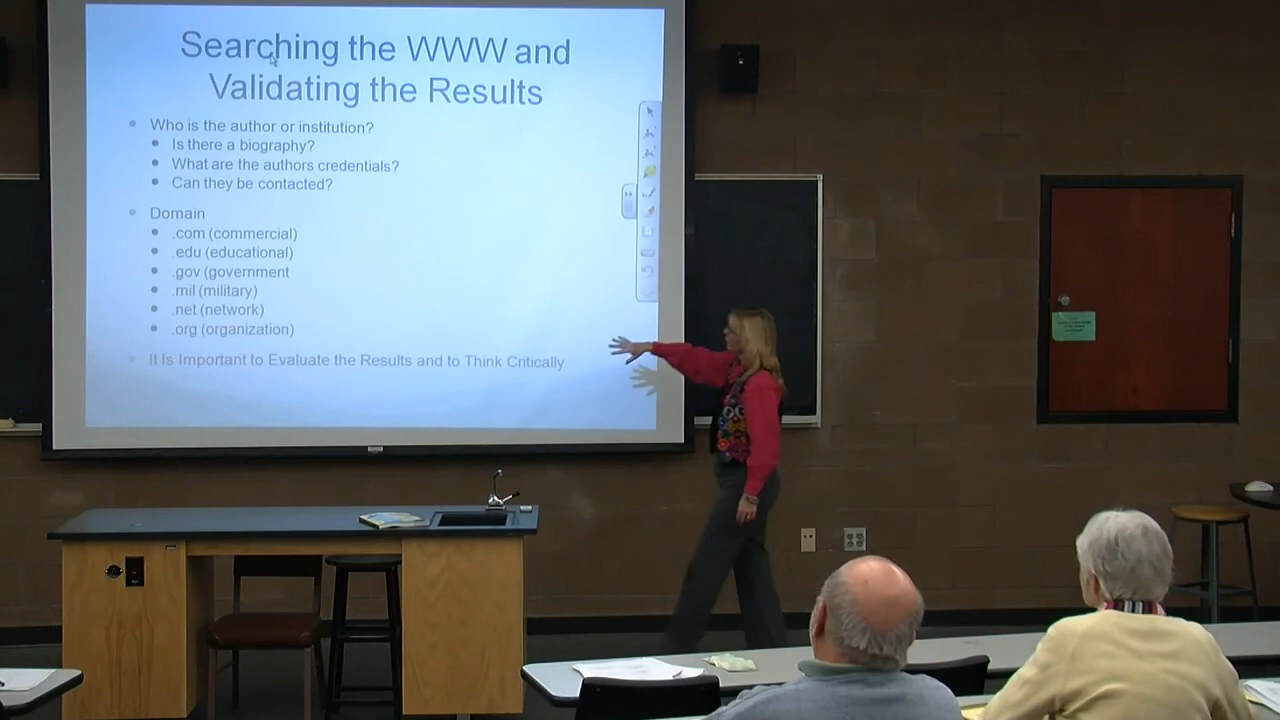 Searching the WWW and
Validating the Results
Who is the author or institution?
Is there a biography?
What are the authors credentials?
Can they be contacted?
Domain
.com (commercial)
.edu (educational)
.gov (government
.mil (military)
.net (network)
.org (organization)
It Is Important to Evaluate the Results and to Think Critically